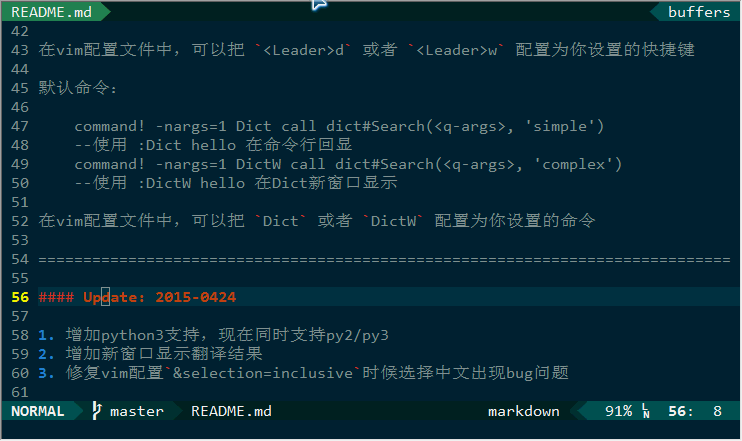 README.md buffers
42
43 在vim配置文件中，可以把 `<Leader>d` 或者 `<Leader>w` 配置为你设置的快捷键
44
45 默认命令：
46
47 command! -nargs=1 Dict call dict#Search(<q-args>, 'simple')
48 --使用 :Dict hello 在命令行回显
49 command! -nargs=1 DictW call dict#Search(<q-args>, 'complex')
50 --使用 :DictW hello 在Dict新窗口显示
51
52 在vim配置文件中，可以把 `Dict` 或者 `DictW` 配置为你设置的命令
53
54 =============================================================================
55
56 #### Update: 2015-0424
57
58 1. 增加python3支持，现在同时支持py2/py3
59 2. 增加新窗口显示翻译结果
60 3. 修复vim配置`&selection=inclusive`时候选择中文出现bug问题
61
NORMAL master README.md markdown 91% LN 56: 8